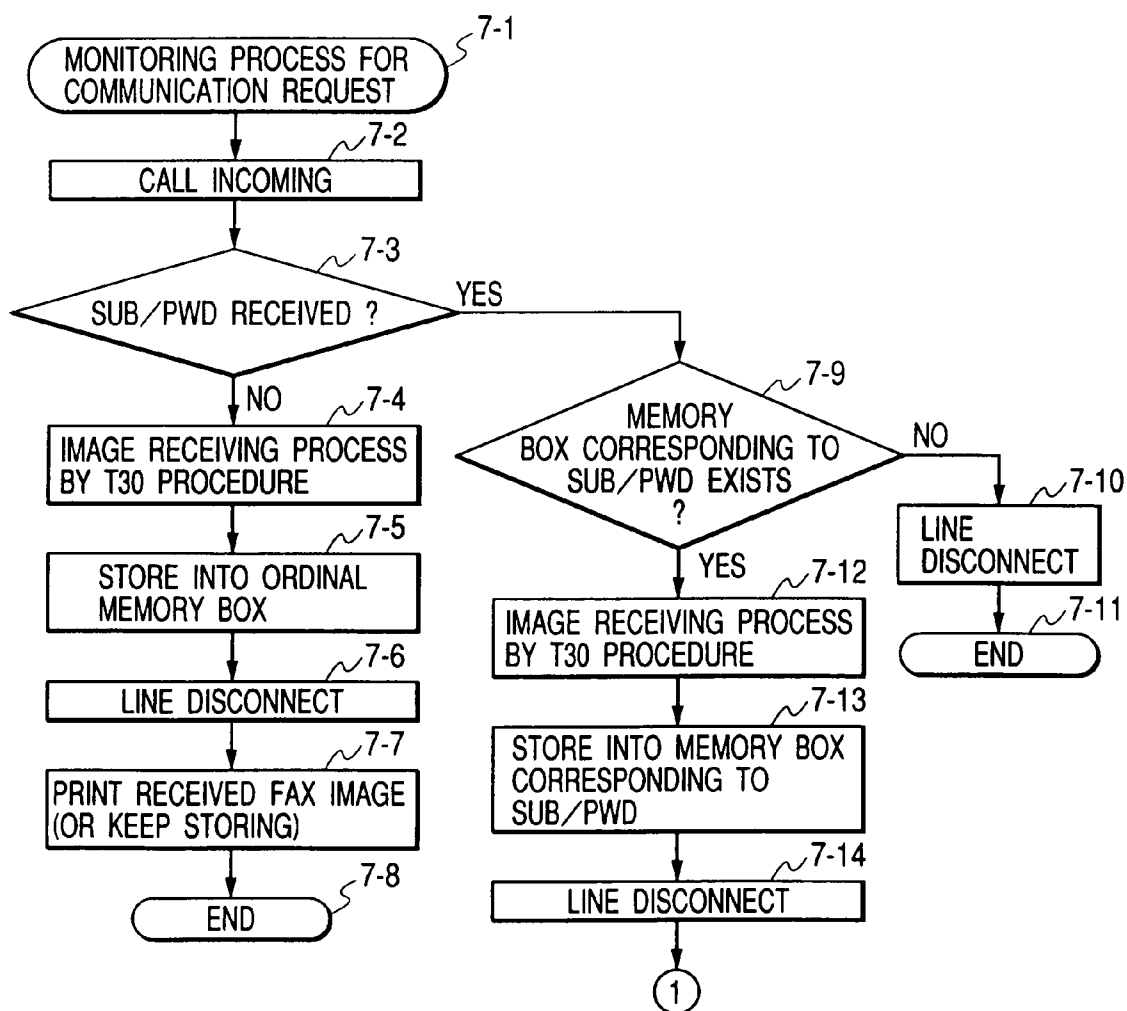 7-1
MONITORING PROCESS FOR
COMMUNICATION REQUEST
7-2
CALL INCOMING
7-3
SUB/PWD RECEIVED ?
YES
NO
7-4
IMAGE RECEIVING PROCESS
BY T30 PROCEDURE
7-5
STORE INTO ORDINAL
MEMORY BOX
7-6
LINE DISCONNECT
7-7
PRINT RECEIVED FAX IMAGE
(OR KEEP STORING)
7-8
END
7-9
MEMORY
BOX CORRESPONDING TO
SUB/PWD EXISTS
?
NO
7-10
LINE
DISCONNECT
7-11
END
YES
7-12
IMAGE RECEIVING PROCESS
BY T30 PROCEDURE
7-13
STORE INTO MEMORY BOX
CORRESPONDING TO
SUB/PWD
7-14
LINE DISCONNECT
1